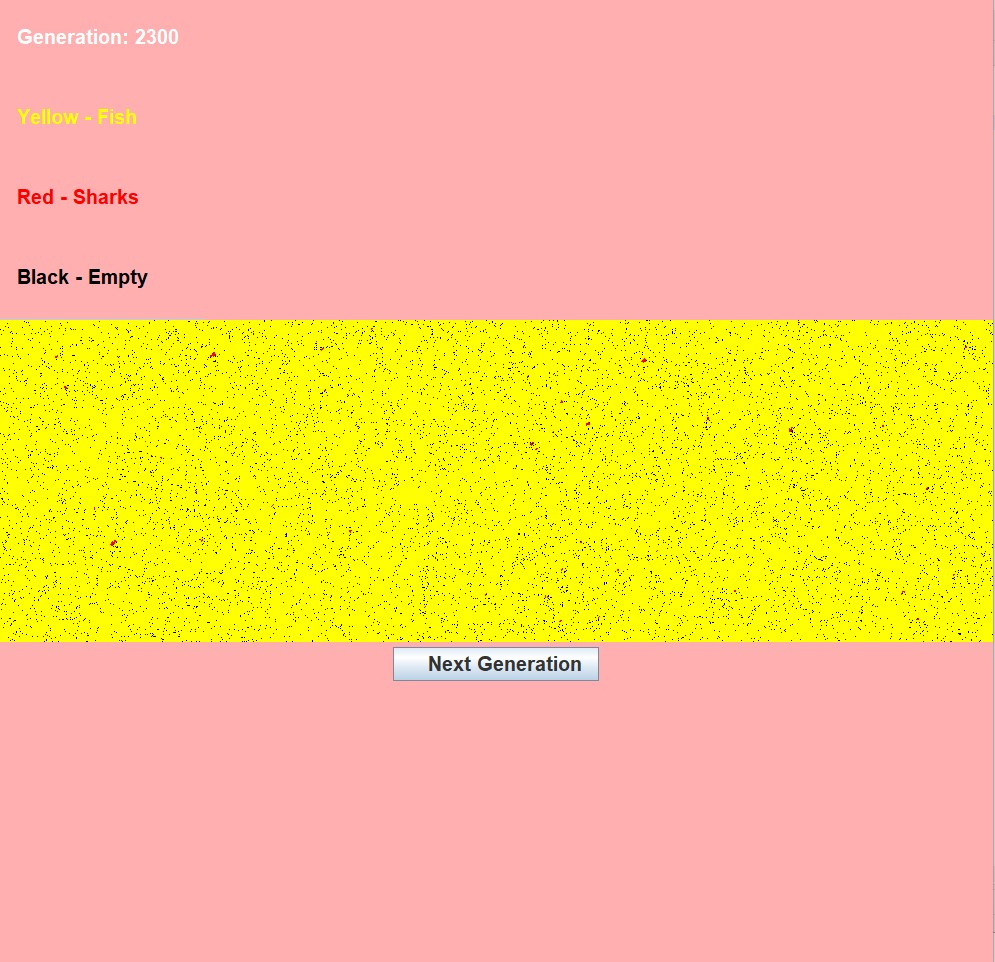 Generation: 2300
Yellow - Fish
Red - Sharks
Black - Empty
Next Generation